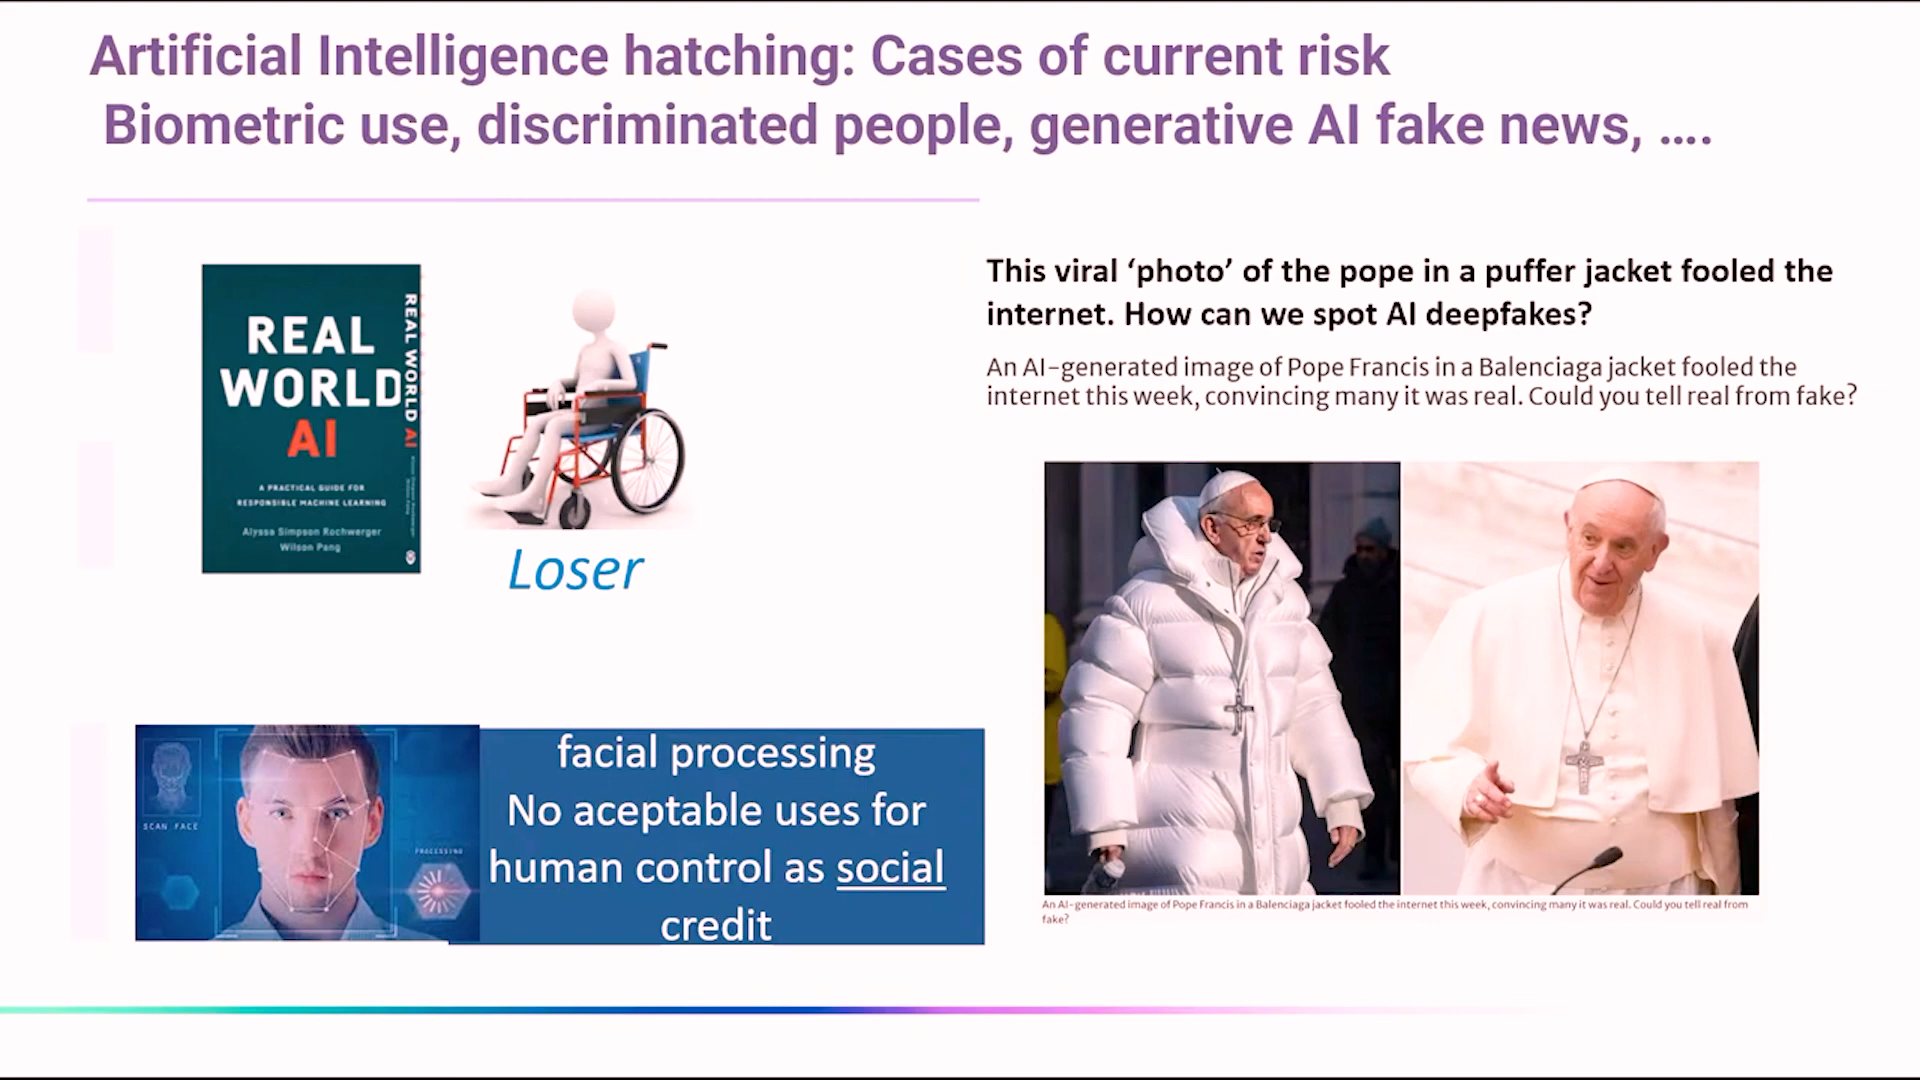 Artificial Intelligence hatching: Cases of current risk
Biometric use, discriminated people, generative AI fake news, ....
REAL
WORLD
AI
A PRACTICAL GUIDE FOR
RESPONSIBLE MACHINE LEARNING
Alyssa Simpson Rochwerger
Wilson Pang
REAL WORLD AI
Loser
This viral ‘photo’ of the pope in a puffer jacket fooled the
internet. How can we spot AI deepfakes?
An AI-generated image of Pope Francis in a Balenciaga jacket fooled the
internet this week, convincing many it was real. Could you tell real from fake?
An AI-generated image of Pope Francis in a Balenciaga jacket fooled the internet this week, convincing many it was real. Could you tell real from
fake?
SCAN FACE
PROCESSING
facial processing
No aceptable uses for
human control as social
credit